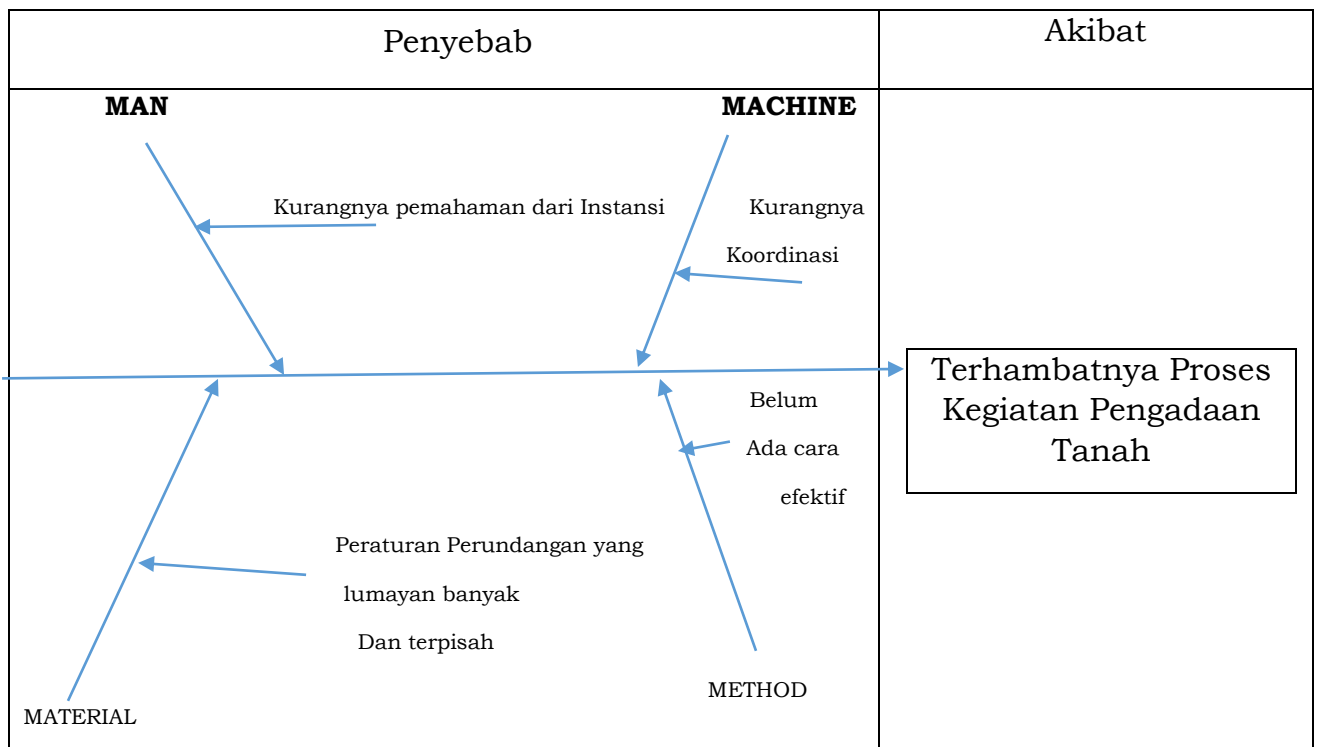 Penyebab
Akibat
MAN
MACHINE
Kurangnya pemahaman dari Instansi
Kurangnya
Koordinasi
Terhambatnya Proses
Kegiatan Pengadaan
Tanah
Belum
Ada cara
efektif
Peraturan Perundangan yang
lumayan banyak
Dan terpisah
METHOD
MATERIAL